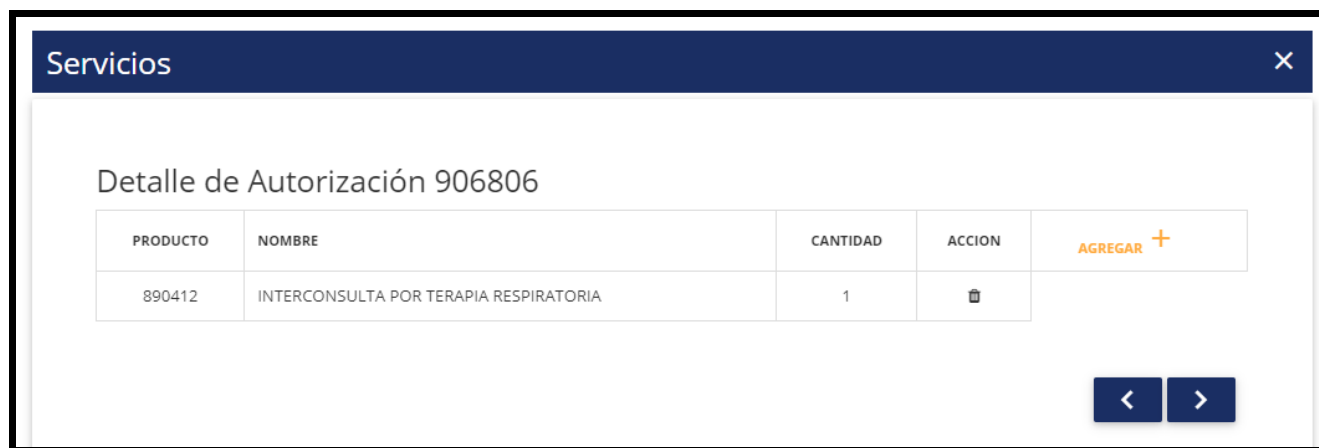 Servicios
Detalle de Autorización 906806
PRODUCTO NOMBRE CANTIDAD ACCION AGREGAR +
890412 INTERCONSULTA POR TERAPIA RESPIRATORIA 1